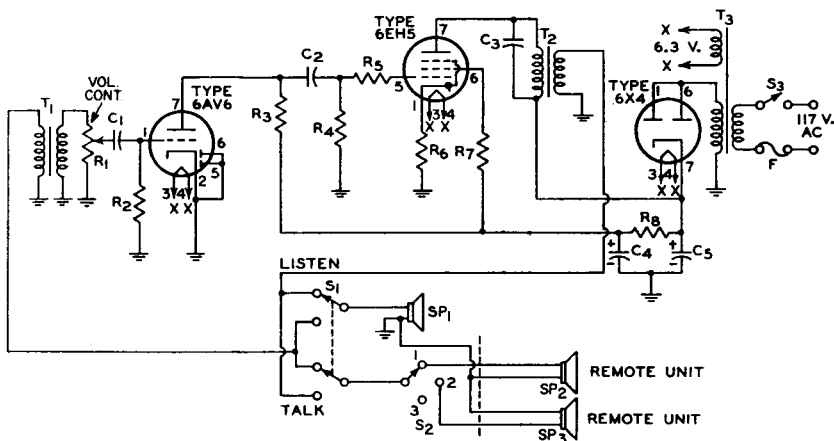 TYPE
6EH5
7
C3
T2
T3
X
6.3 V.
X
VOL.
CONT.
T1
C1
R1
TYPE
6AV6
7
1
6
5
2
3 4
X X
R2
C2
R3
R4
R5
5
6
1
3 4
X X
R6
R7
TYPE
6X4
1
6
3 4
7
X X
S3
117 V.
AC
F
R8
C4
+
-
C5
+
-
LISTEN
S1
SP1
TALK
1
2
3
S2
SP2
REMOTE UNIT
SP3
REMOTE UNIT